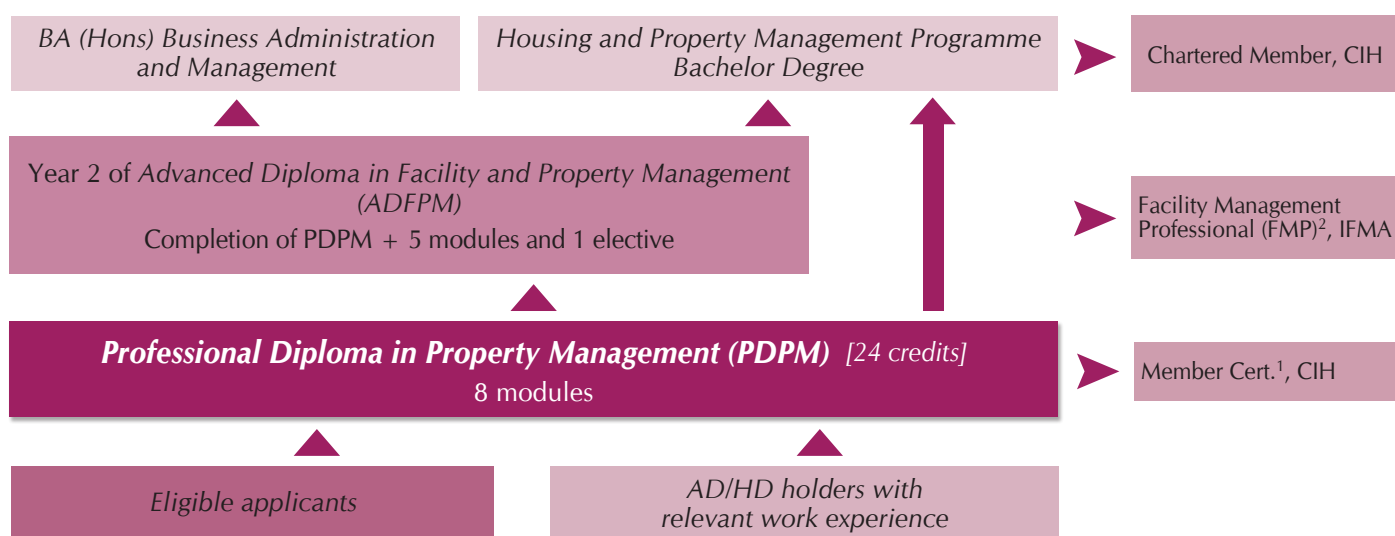 BA (Hons) Business Administration
and Management
Housing and Property Management Programme
Bachelor Degree
Chartered Member, CIH
Year 2 of Advanced Diploma in Facility and Property Management
(ADFPM)
Completion of PDPM + 5 modules and 1 elective
Facility Management
Professional (FMP)², IFMA
Professional Diploma in Property Management (PDPM) [24 credits]
8 modules
Member Cert.¹, CIH
Eligible applicants
AD/HD holders with
relevant work experience